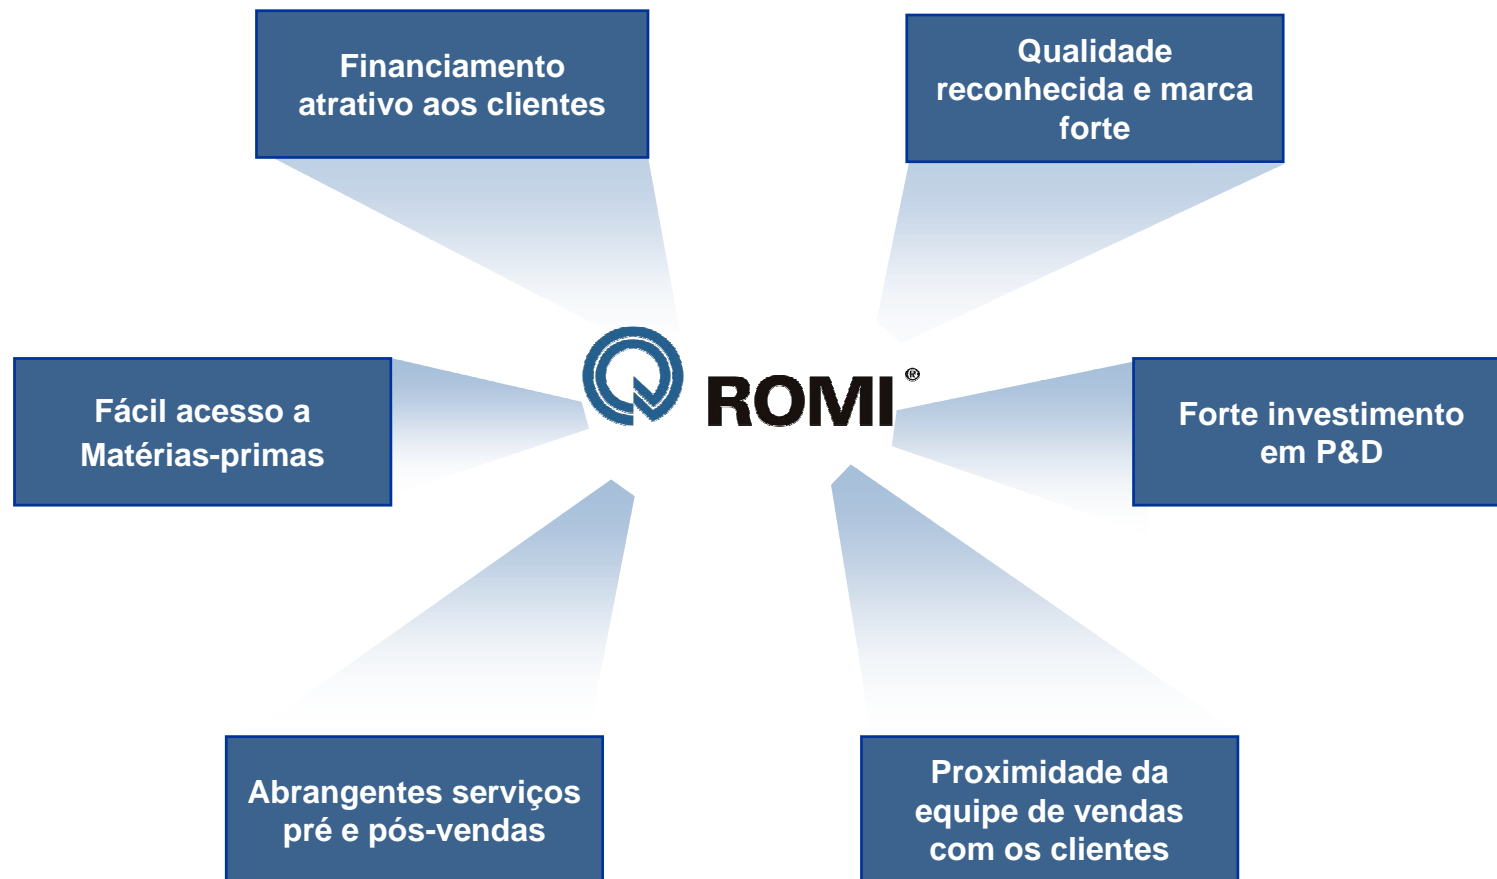 Financiamento
atrativo aos clientes
Qualidade
reconhecida e marca
forte
Fácil acesso a
Matérias-primas
ROMI®
Forte investimento
em P&D
Abrangentes serviços
pré e pós-vendas
Proximidade da
equipe de vendas
com os clientes